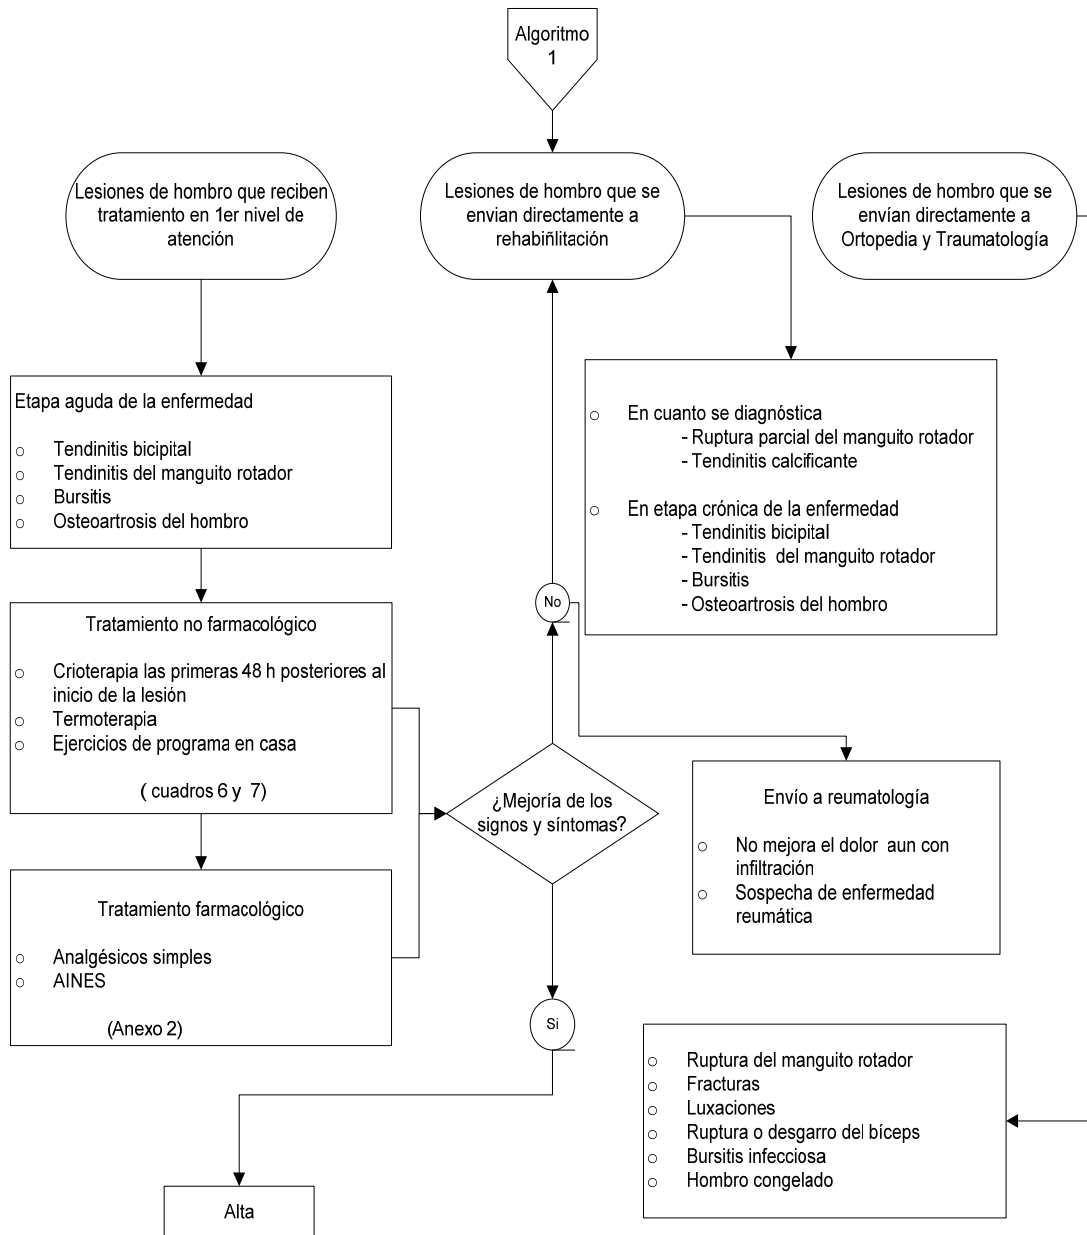 Algoritmo
1
Lesiones de hombro que reciben
tratamiento en 1er nivel de
atención
Lesiones de hombro que se
envian directamente a
rehabiñlitación
Lesiones de hombro que se
envían directamente a
Ortopedia y Traumatología
Etapa aguda de la enfermedad
○ Tendinitis bicipital
○ Tendinitis del manguito rotador
○ Bursitis
○ Osteoartrosis del hombro
○ En cuanto se diagnóstica
- Ruptura parcial del manguito rotador
- Tendinitis calcificante
○ En etapa crónica de la enfermedad
- Tendinitis bicipital
- Tendinitis del manguito rotador
- Bursitis
- Osteoartrosis del hombro
No
Tratamiento no farmacológico
○ Crioterapia las primeras 48 h posteriores al
inicio de la lesión
○ Termoterapia
○ Ejercicios de programa en casa
( cuadros 6 y 7)
¿Mejoría de los
signos y síntomas?
Envío a reumatología
○ No mejora el dolor aun con
infiltración
○ Sospecha de enfermedad
reumática
Tratamiento farmacológico
○ Analgésicos simples
○ AINES
(Anexo 2)
Si
○ Ruptura del manguito rotador
○ Fracturas
○ Luxaciones
○ Ruptura o desgarro del bíceps
○ Bursitis infecciosa
○ Hombro congelado
Alta